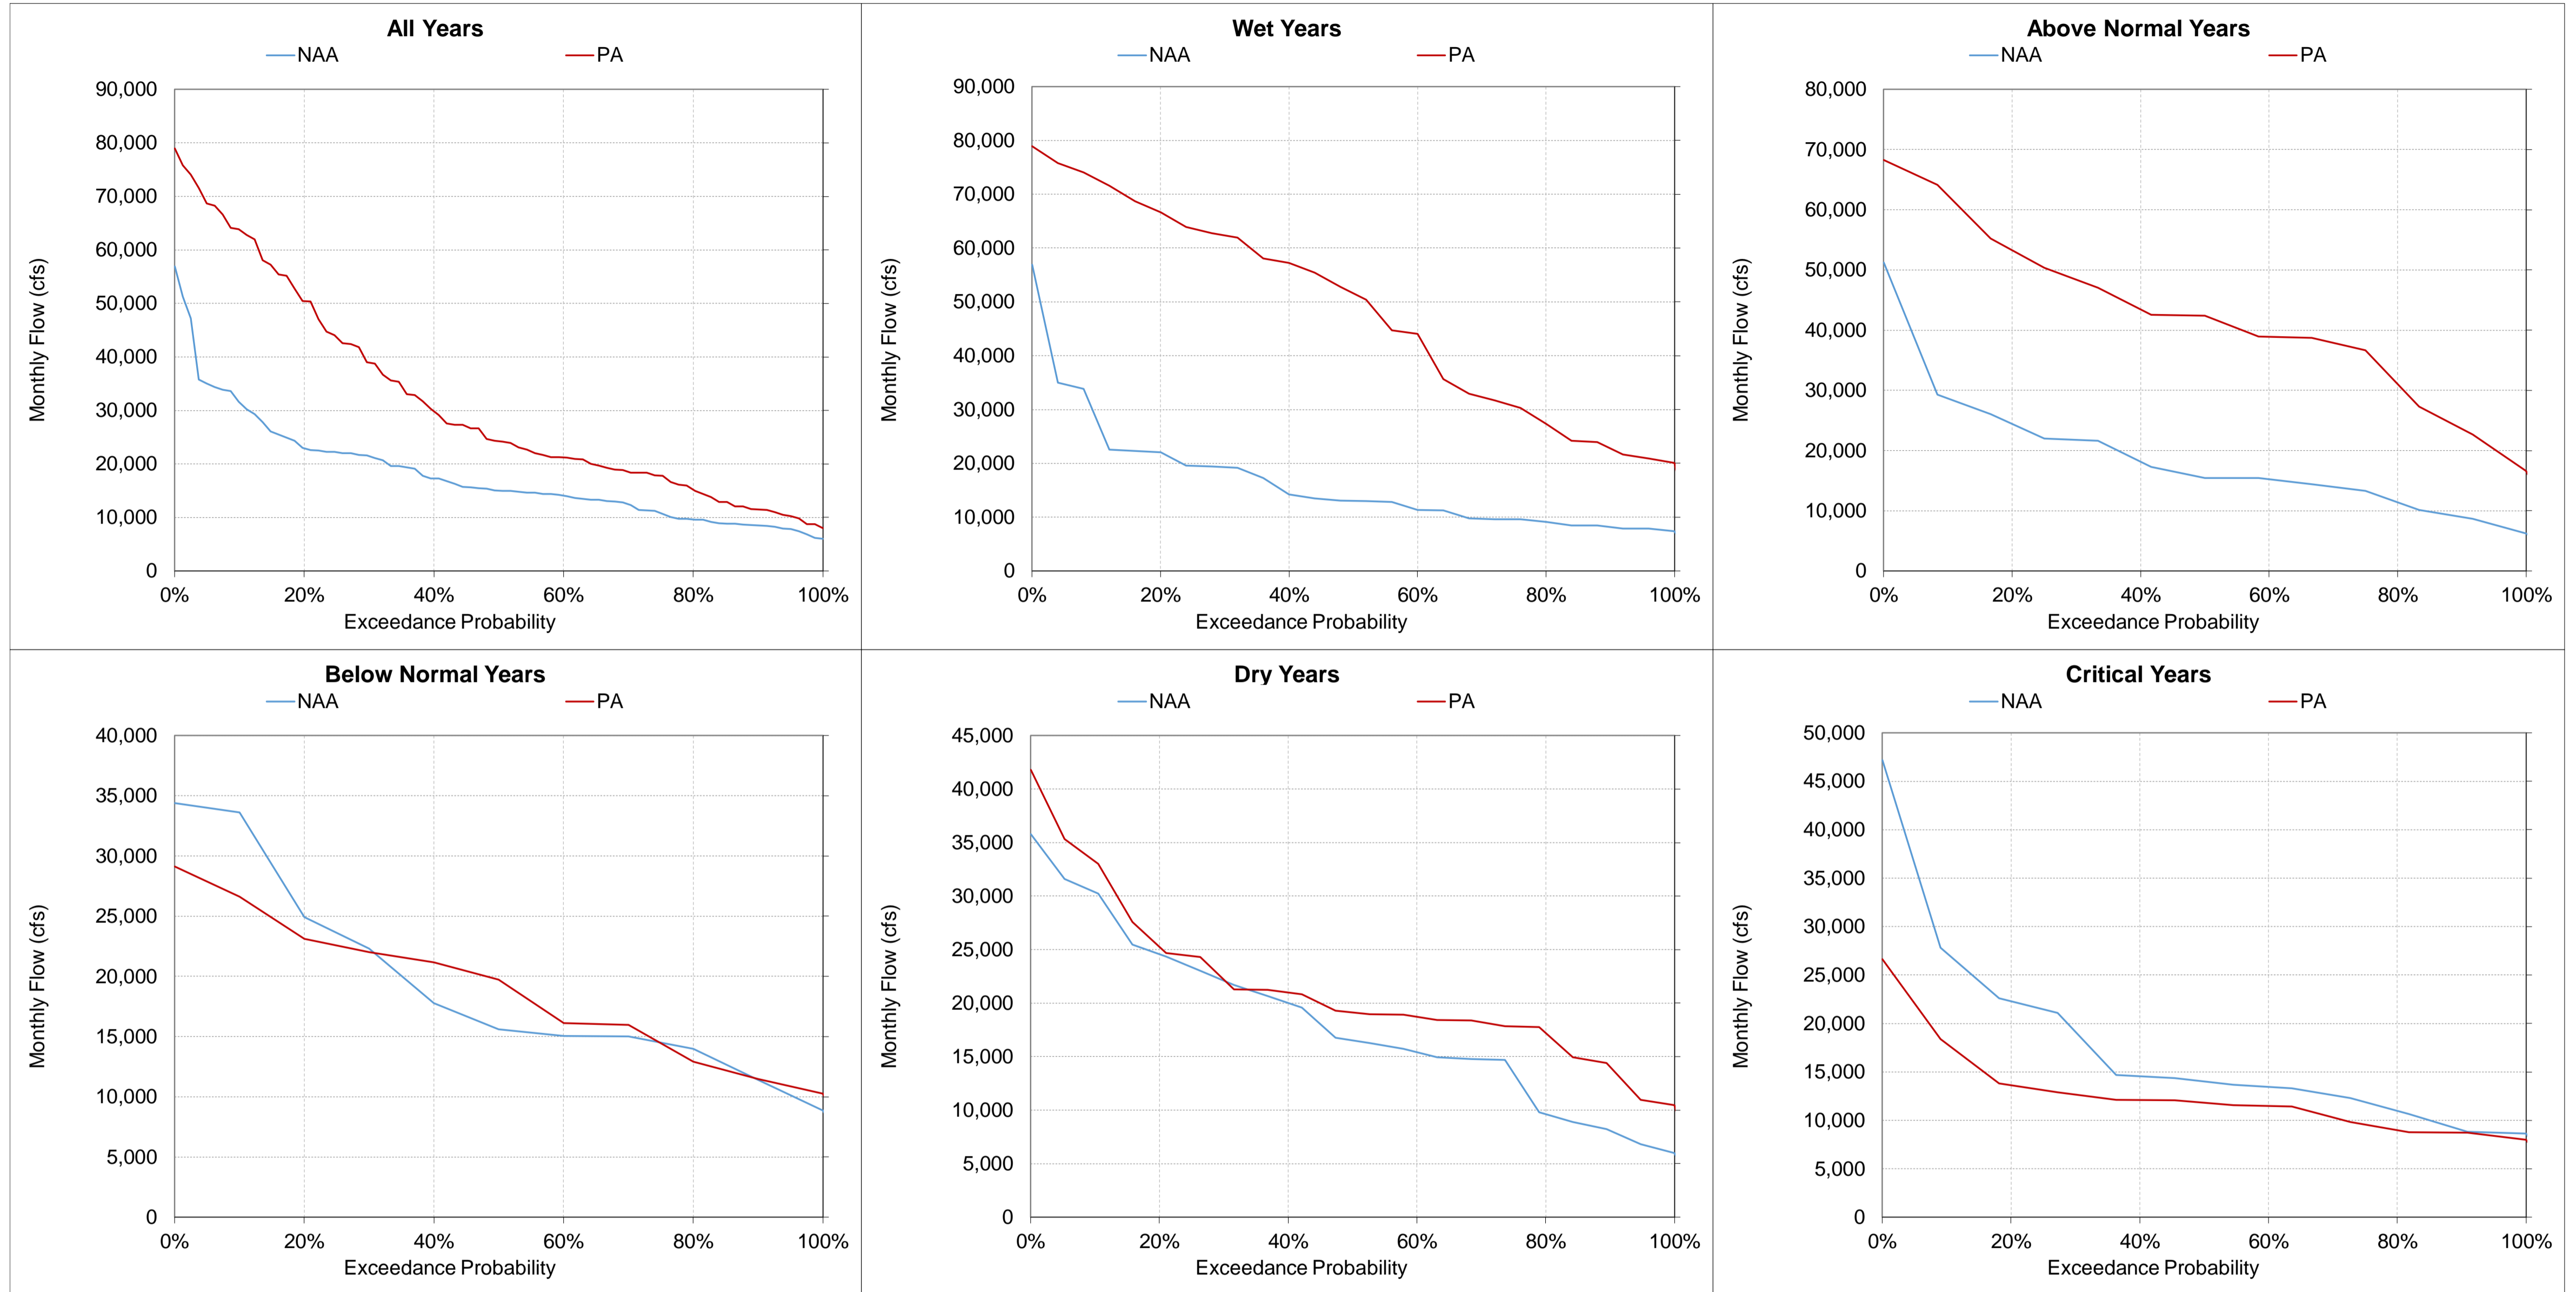 All Years
NAA PA
90,000
80,000
70,000
60,000
50,000
40,000
30,000
20,000
10,000
0
Monthly Flow (cfs)
0% 20% 40% 60% 80% 100%
Exceedance Probability
Wet Years
NAA PA
90,000
80,000
70,000
60,000
50,000
40,000
30,000
20,000
10,000
0
Monthly Flow (cfs)
0% 20% 40% 60% 80% 100%
Exceedance Probability
Above Normal Years
NAA PA
80,000
70,000
60,000
50,000
40,000
30,000
20,000
10,000
0
Monthly Flow (cfs)
0% 20% 40% 60% 80% 100%
Exceedance Probability
Below Normal Years
NAA PA
40,000
35,000
30,000
25,000
20,000
15,000
10,000
5,000
0
Monthly Flow (cfs)
0% 20% 40% 60% 80% 100%
Exceedance Probability
Dry Years
NAA PA
45,000
40,000
35,000
30,000
25,000
20,000
15,000
10,000
5,000
0
Monthly Flow (cfs)
0% 20% 40% 60% 80% 100%
Exceedance Probability
Critical Years
NAA PA
50,000
45,000
40,000
35,000
30,000
25,000
20,000
15,000
10,000
5,000
0
Monthly Flow (cfs)
0% 20% 40% 60% 80% 100%
Exceedance Probability